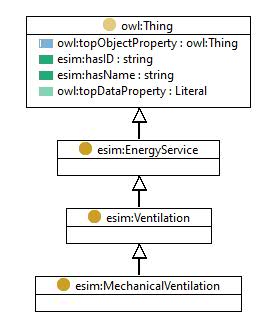 owl:Thing
owl:topObjectProperty : owl:Thing
esim:hasID : string
esim:hasName : string
owl:topDataProperty : Literal
esim:EnergyService
esim:Ventilation
esim:MechanicalVentilation